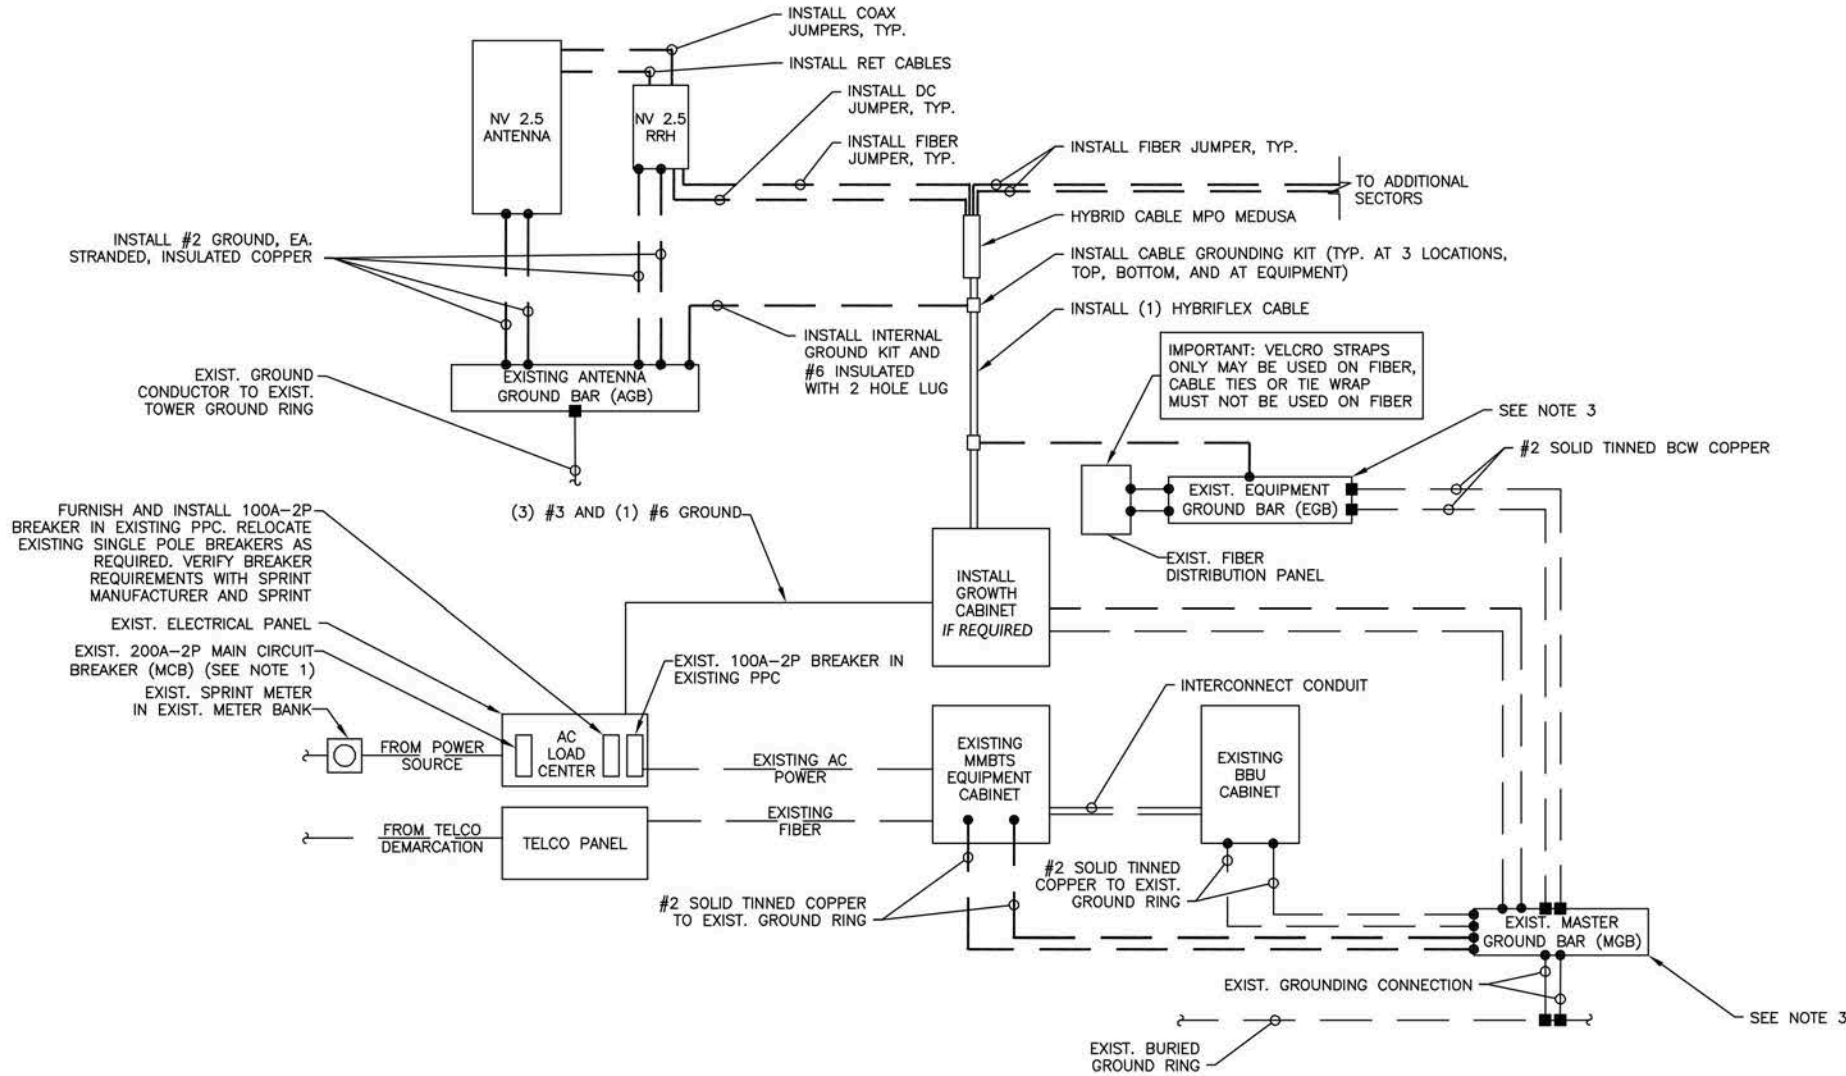 INSTALL COAX
JUMPERS, TYP.
INSTALL RET CABLES
INSTALL DC
JUMPER, TYP.
NV 2.5
ANTENNA
NV 2.5
RRH
INSTALL FIBER
JUMPER, TYP.
INSTALL FIBER JUMPER, TYP.
TO ADDITIONAL
SECTORS
HYBRID CABLE MPO MEDUSA
INSTALL #2 GROUND, EA.
STRANDED, INSULATED COPPER
INSTALL CABLE GROUNDING KIT (TYP. AT 3 LOCATIONS,
TOP, BOTTOM, AND AT EQUIPMENT)
INSTALL (1) HYBRIFLEX CABLE
INSTALL INTERNAL
GROUND KIT AND
#6 INSULATED
WITH 2 HOLE LUG
IMPORTANT: VELCRO STRAPS
ONLY MAY BE USED ON FIBER,
CABLE TIES OR TIE WRAP
MUST NOT BE USED ON FIBER
EXIST. GROUND
CONDUCTOR TO EXIST.
TOWER GROUND RING
EXISTING ANTENNA
GROUND BAR (AGB)
SEE NOTE 3
#2 SOLID TINNED BCW COPPER
EXIST. EQUIPMENT
GROUND BAR (EGB)
EXIST. FIBER
DISTRIBUTION PANEL
(3) #3 AND (1) #6 GROUND
FURNISH AND INSTALL 100A-2P
BREAKER IN EXISTING PPC. RELOCATE
EXISTING SINGLE POLE BREAKERS AS
REQUIRED. VERIFY BREAKER
REQUIREMENTS WITH SPRINT
MANUFACTURER AND SPRINT
INSTALL
GROWTH
CABINET
IF REQUIRED
EXIST. ELECTRICAL PANEL
EXIST. 200A-2P MAIN CIRCUIT
BREAKER (MCB) (SEE NOTE 1)
EXIST. SPRINT METER
IN EXIST. METER BANK
EXIST. 100A-2P BREAKER IN
EXISTING PPC
INTERCONNECT CONDUIT
FROM POWER
SOURCE
AC
LOAD
CENTER
EXISTING AC
POWER
EXISTING
MMBTS
EQUIPMENT
CABINET
EXISTING
BBU
CABINET
FROM TELCO
DEMARCATION
TELCO PANEL
EXISTING
FIBER
#2 SOLID TINNED COPPER
TO EXIST. GROUND RING
#2 SOLID TINNED
COPPER TO EXIST.
GROUND RING
EXIST. MASTER
GROUND BAR (MGB)
EXIST. GROUNDING CONNECTION
SEE NOTE 3
EXIST. BURIED
GROUND RING